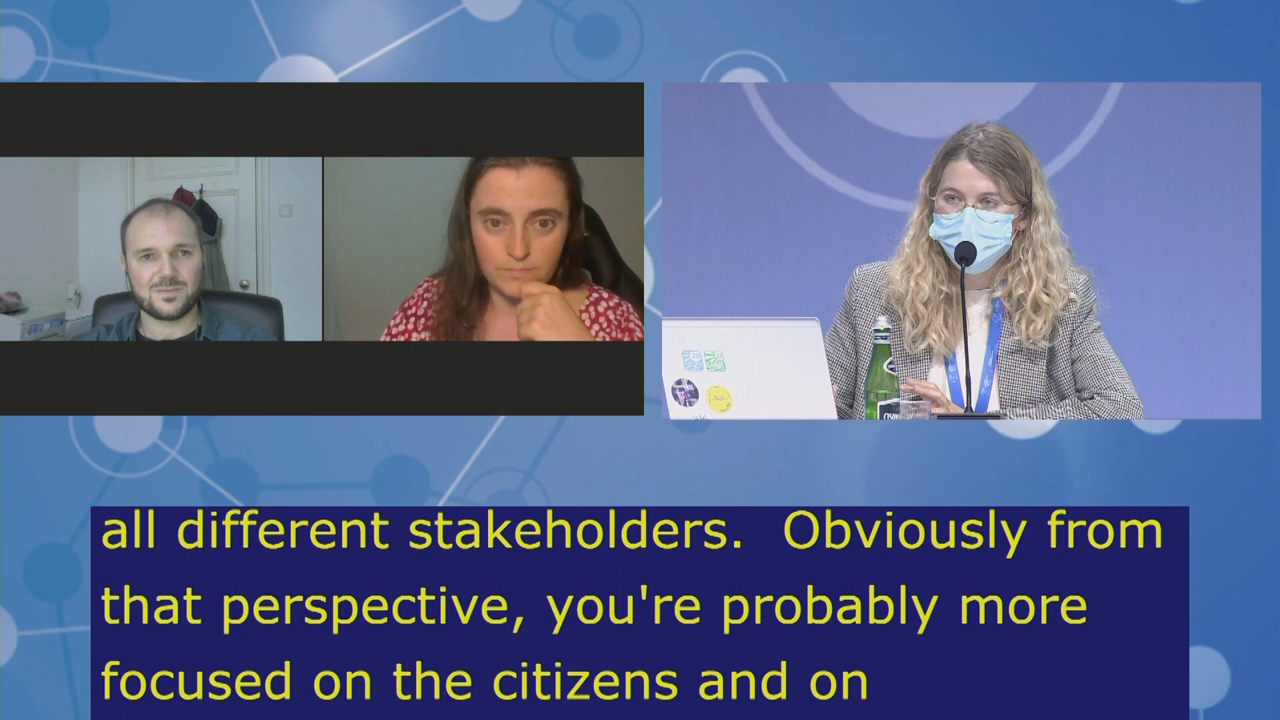 all different stakeholders.  Obviously from
that perspective, you're probably more
focused on the citizens and on